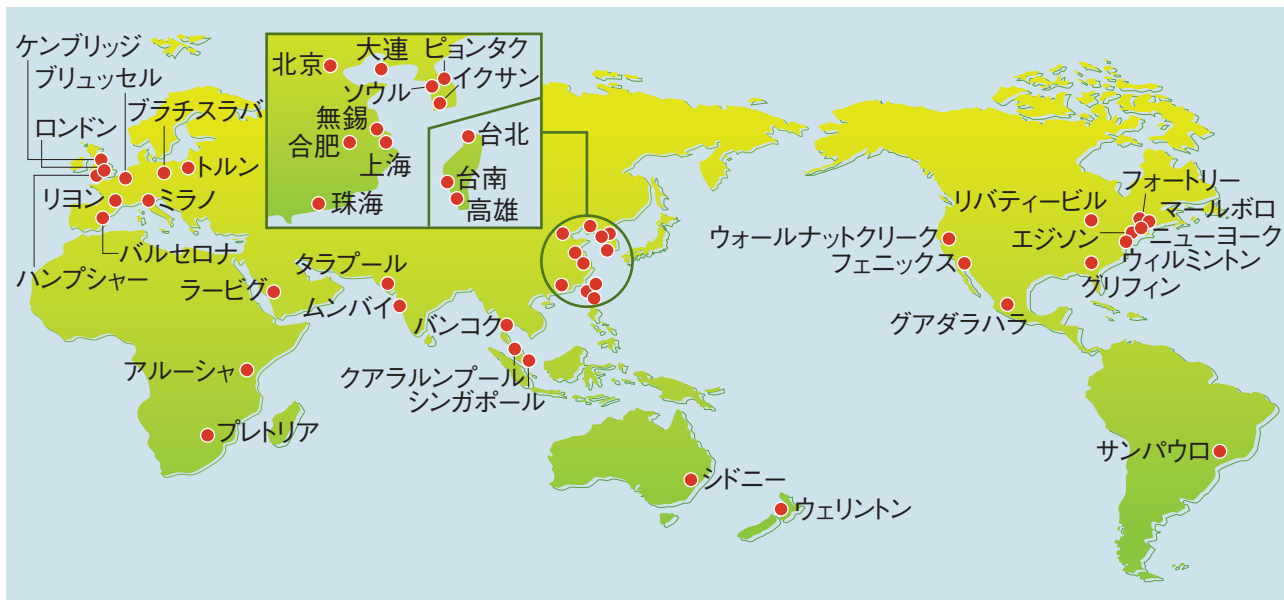 ケンブリッジ
ブリュッセル
ブラチスラバ
ロンドン
トルン
リヨン
ミラノ
バルセロナ
ハンプシャー
北京
大連
ピョンタク
ソウル
イクサン
無錫
合肥
上海
珠海
台北
台南
高雄
タラプール
ラービグ
ムンバイ
バンコク
アルーシャ
クアラルンプール
シンガポール
プレトリア
シドニー
ウェリントン
リバティービル
フォートリー
マールボロ
ウォールナットクリーク
エジソン
ニューヨーク
フェニックス
ウィルミントン
グリフィン
グアダラハラ
サンパウロ